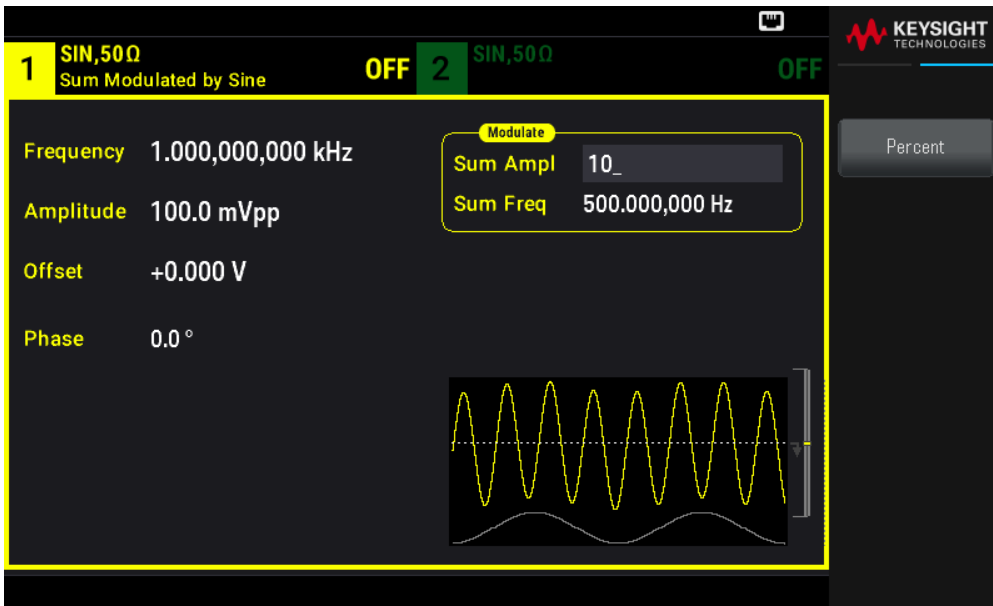 KEYSIGHT
TECHNOLOGIES
1 SIN,50Ω
Sum Modulated by Sine OFF
2 SIN,50Ω OFF
Frequency 1.000,000,000 kHz
Amplitude 100.0 mVpp
Offset +0.000 V
Phase 0.0 °
Modulate
Sum Ampl 10_
Sum Freq 500.000,000 Hz
Percent